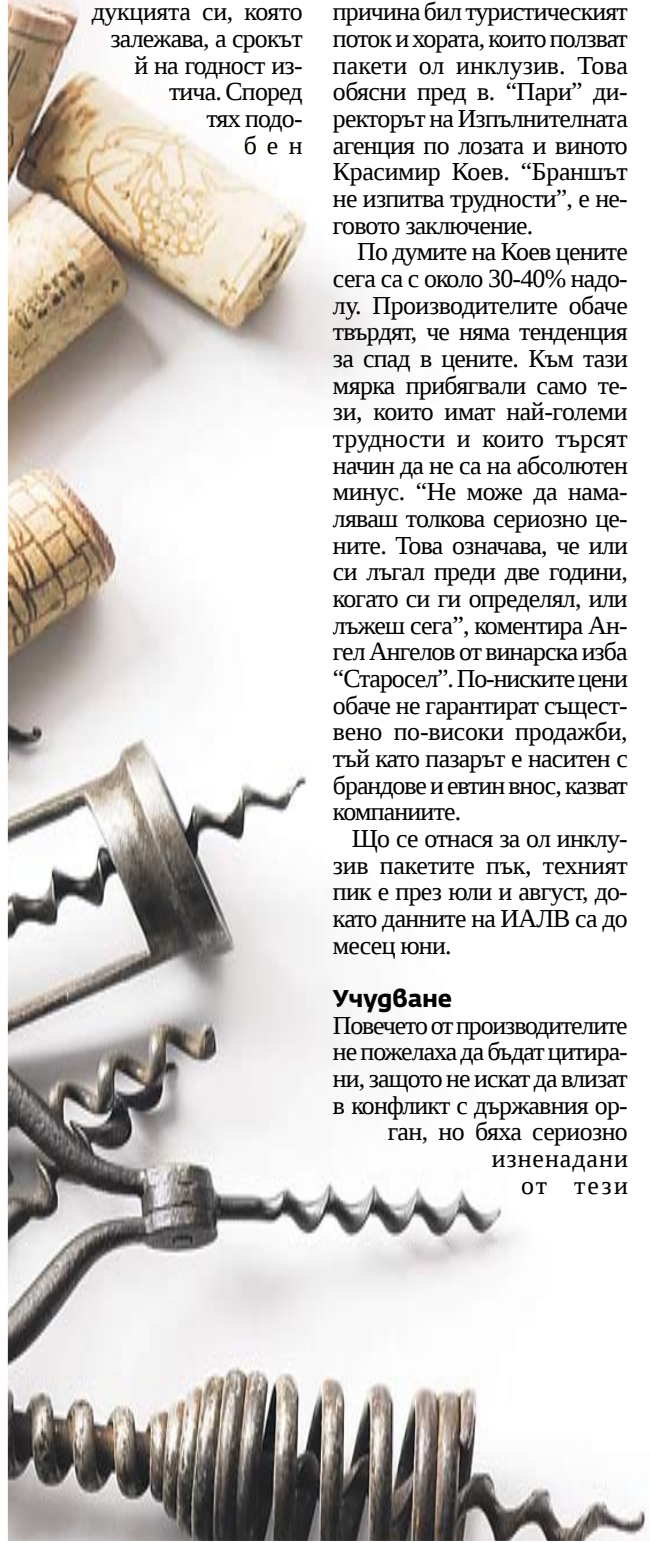 дукцията си, която
залежава, а срокът
й на годност из-
тича. Според
тях подо-
бен
причина бил туристическият
поток и хората, които ползват
пакети ол инклузив. Това
обясни пред в. “Пари” ди-
ректорът на Изпълнителната
агенция по лозата и виното
Красимир Коев. “Браншът
не изпитва трудности”, е не-
говото заключение.
По думите на Коев цените
сега са с около 30-40% надо-
лу. Производителите обаче
твърдят, че няма тенденция
за спад в цените. Към тази
мярка прибягвали само те-
зи, които имат най-големи
трудности и които търсят
начин да не са на абсолютен
минус. “Не може да нама-
ляваш толкова сериозно це-
ните. Това означава, че или
си лъгал преди две години,
когато си ги определял, или
лъжеш сега”, коментира Ан-
гел Ангелов от винарска изба
“Старосел”. По-ниските цени
обаче не гарантират същест-
вено по-високи продажби,
тъй като пазарът е наситен с
брандове и евтин внос, казват
компаниите.
Що се отнася за ол инклу-
зив пакетите пък, техният
пик е през юли и август, до-
като данните на ИАЛВ са до
месец юни.
Учудване
Повечето от производителите
не пожелаха да бъдат цитира-
ни, защото не искат да влизат
в конфликт с държавния ор-
ган, но бяха сериозно
изненадани
от тези